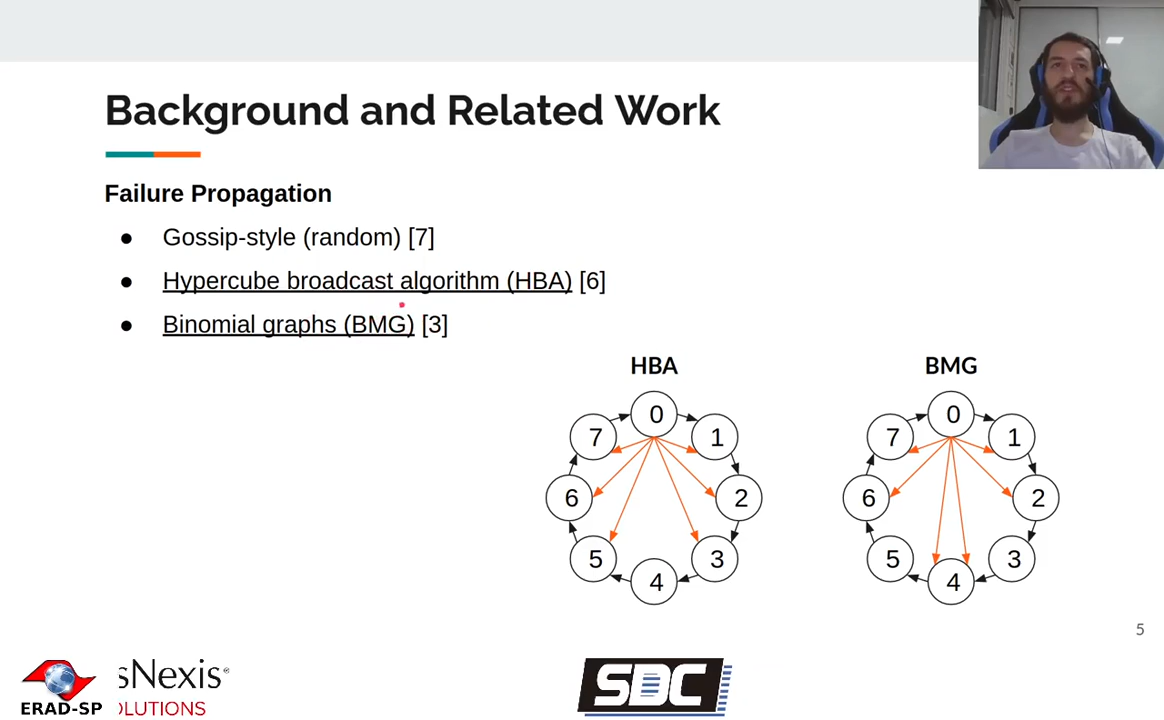 Background and Related Work
Failure Propagation
● Gossip-style (random) [7]
● Hypercube broadcast algorithm (HBA) [6]
● Binomial graphs (BMG) [3]
HBA
0
7
1
6
2
5
3
4
BMG
0
7
1
6
2
5
3
4
5
ERAD-SP
sNexis®
OLUTIONS
SBC